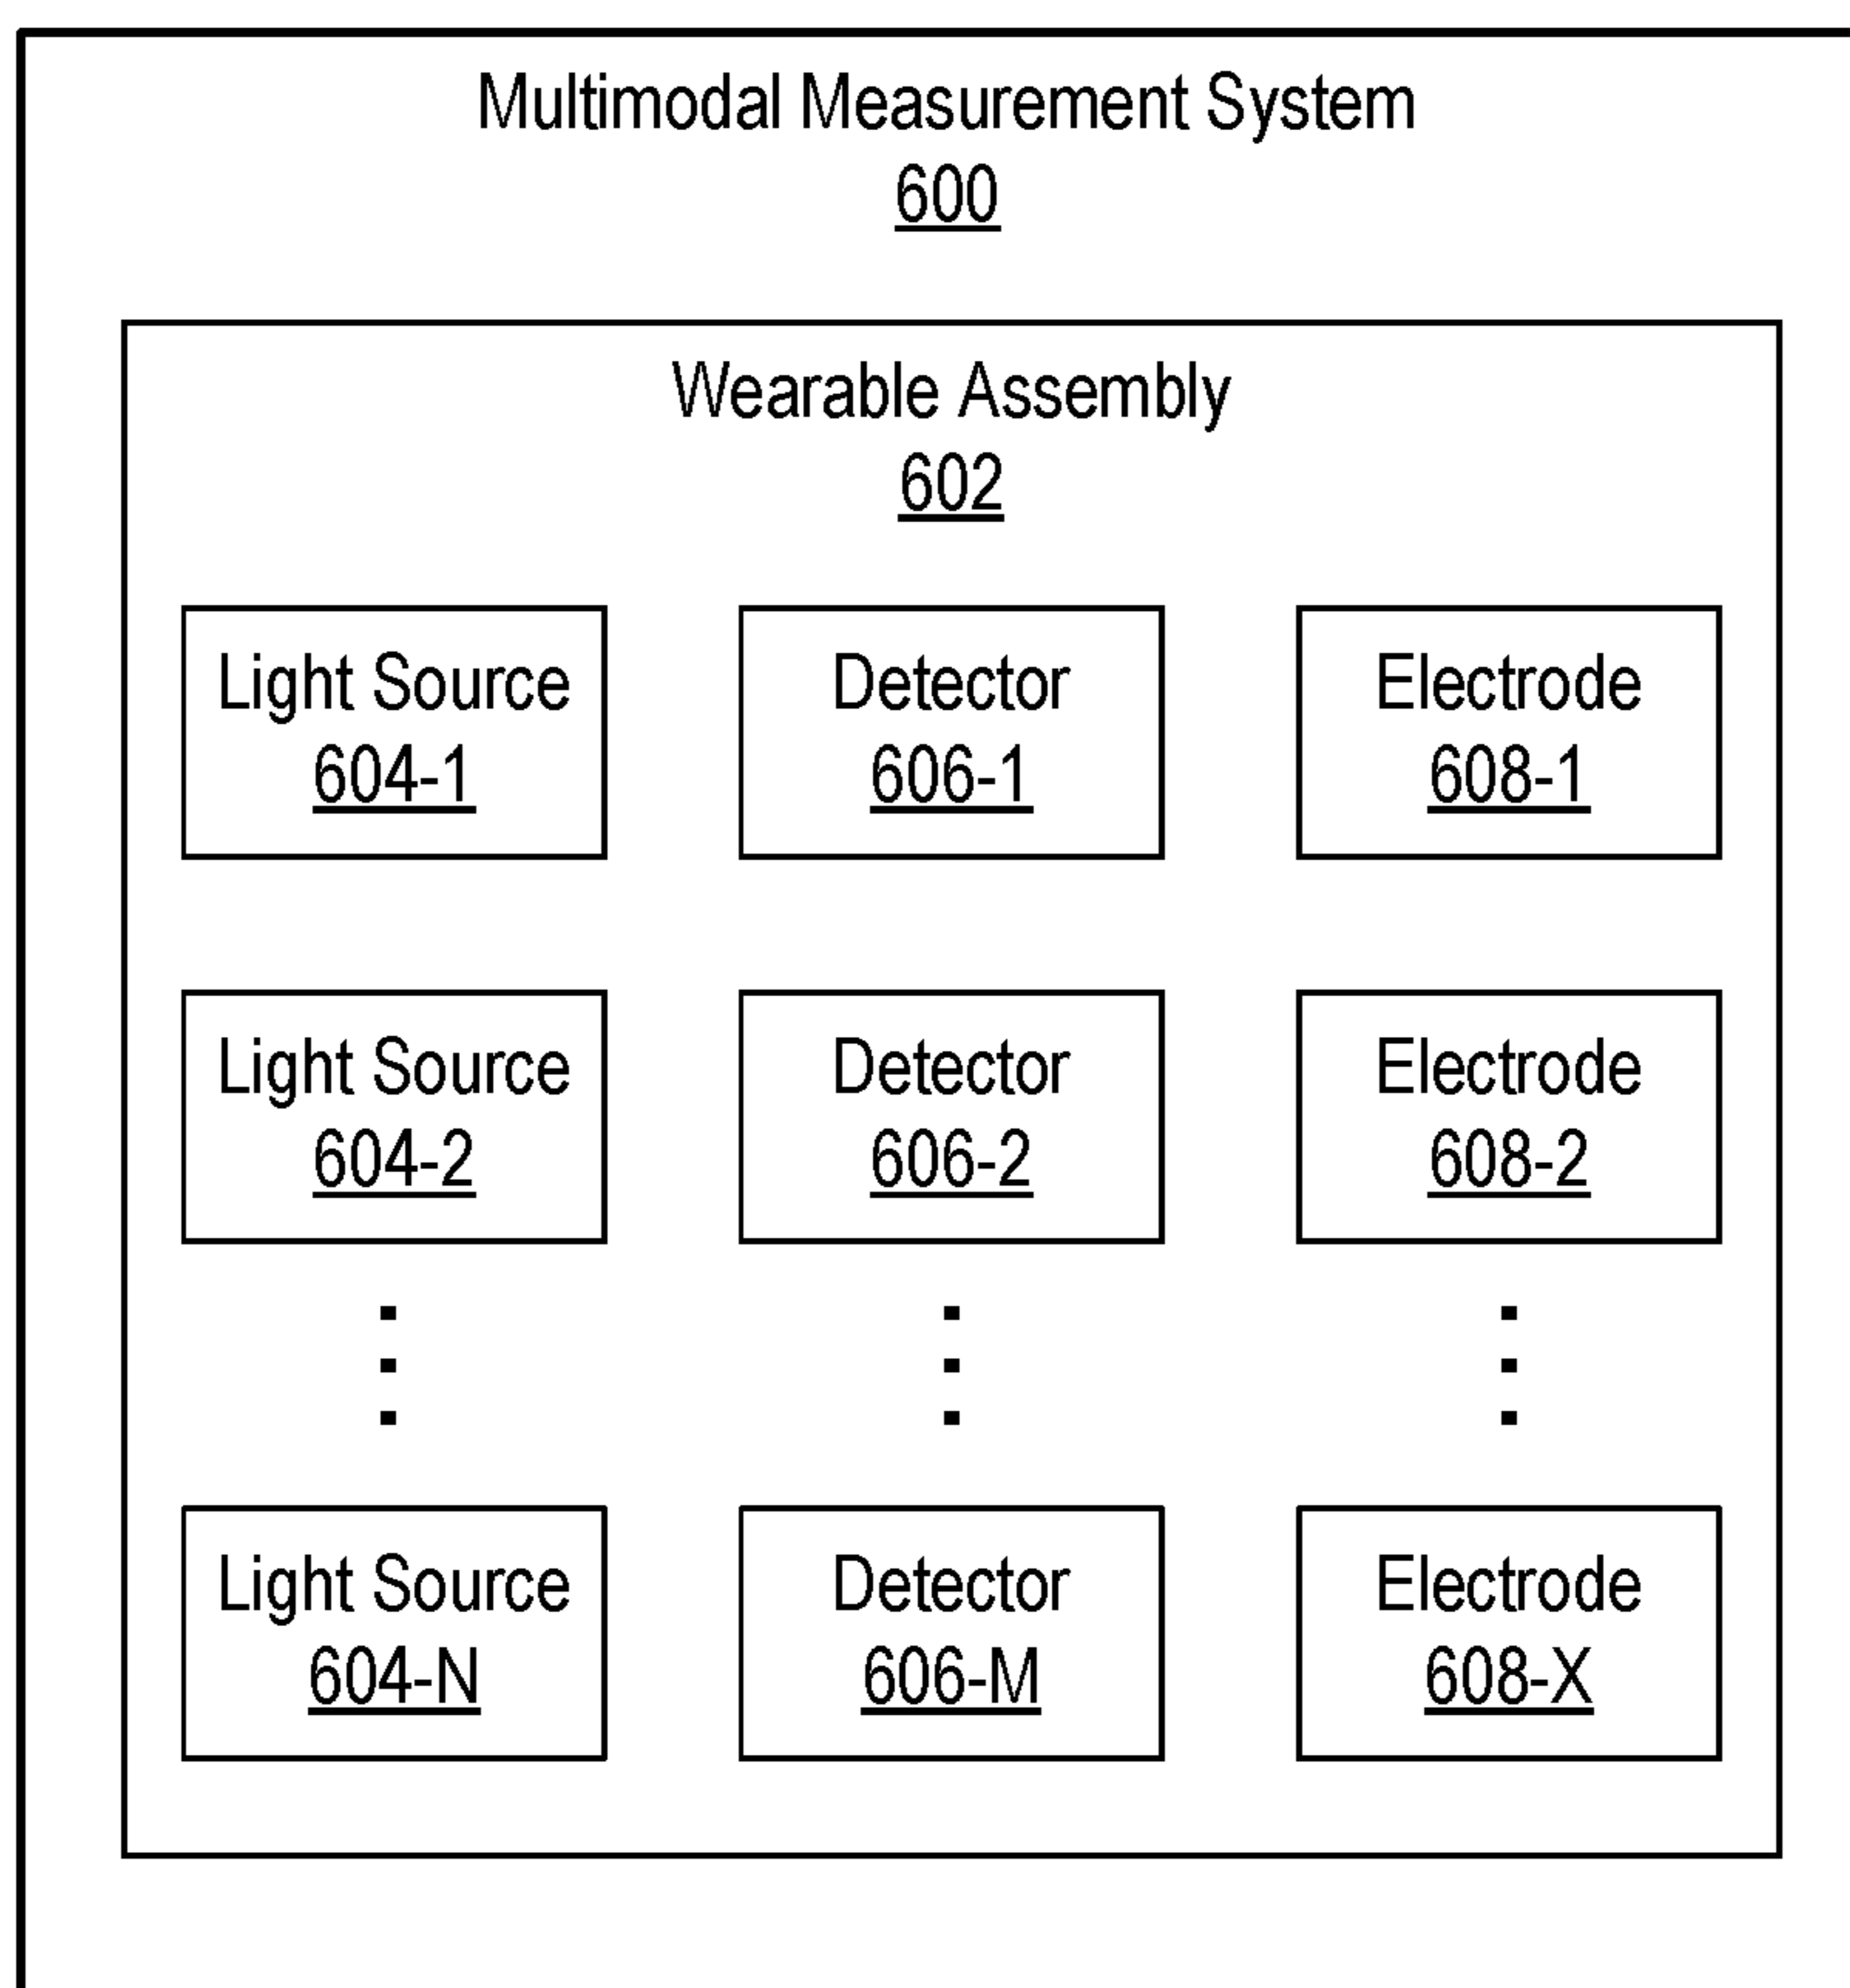 Multimodal Measurement System
600
Wearable Assembly
602
Light Source
604-1
Detector
606-1
Electrode
608-1
Light Source
604-2
Detector
606-2
Electrode
608-2
Light Source
604-N
Detector
606-M
Electrode
608-X